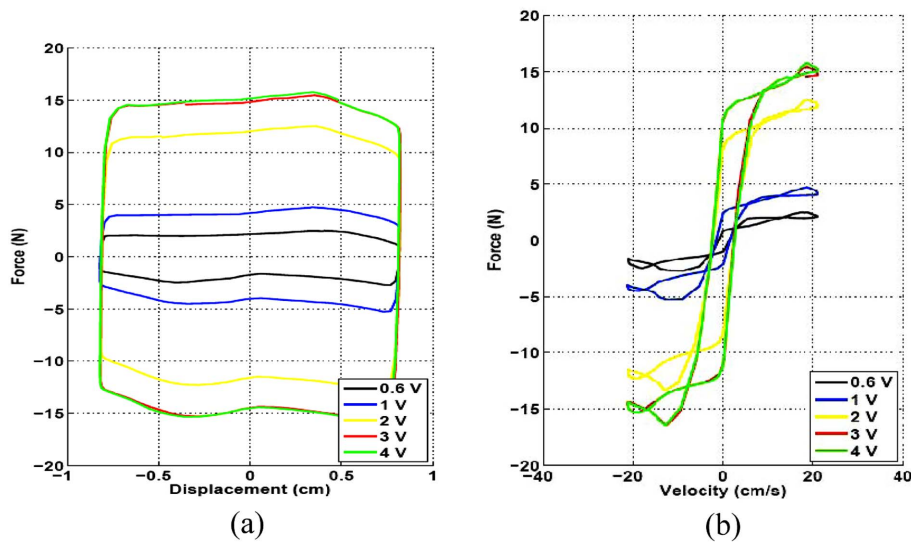 (a)
20
15
10
5
0
−5
−10
−15
−20
Force (N)
−1
−0.5
0
0.5
1
Displacement (cm)
0.6 V
1 V
2 V
3 V
4 V
(a)
(b)
20
15
10
5
0
−5
−10
−15
−20
Force (N)
−40
−20
0
20
40
Velocity (cm/s)
0.6 V
1 V
2 V
3 V
4 V
(b)